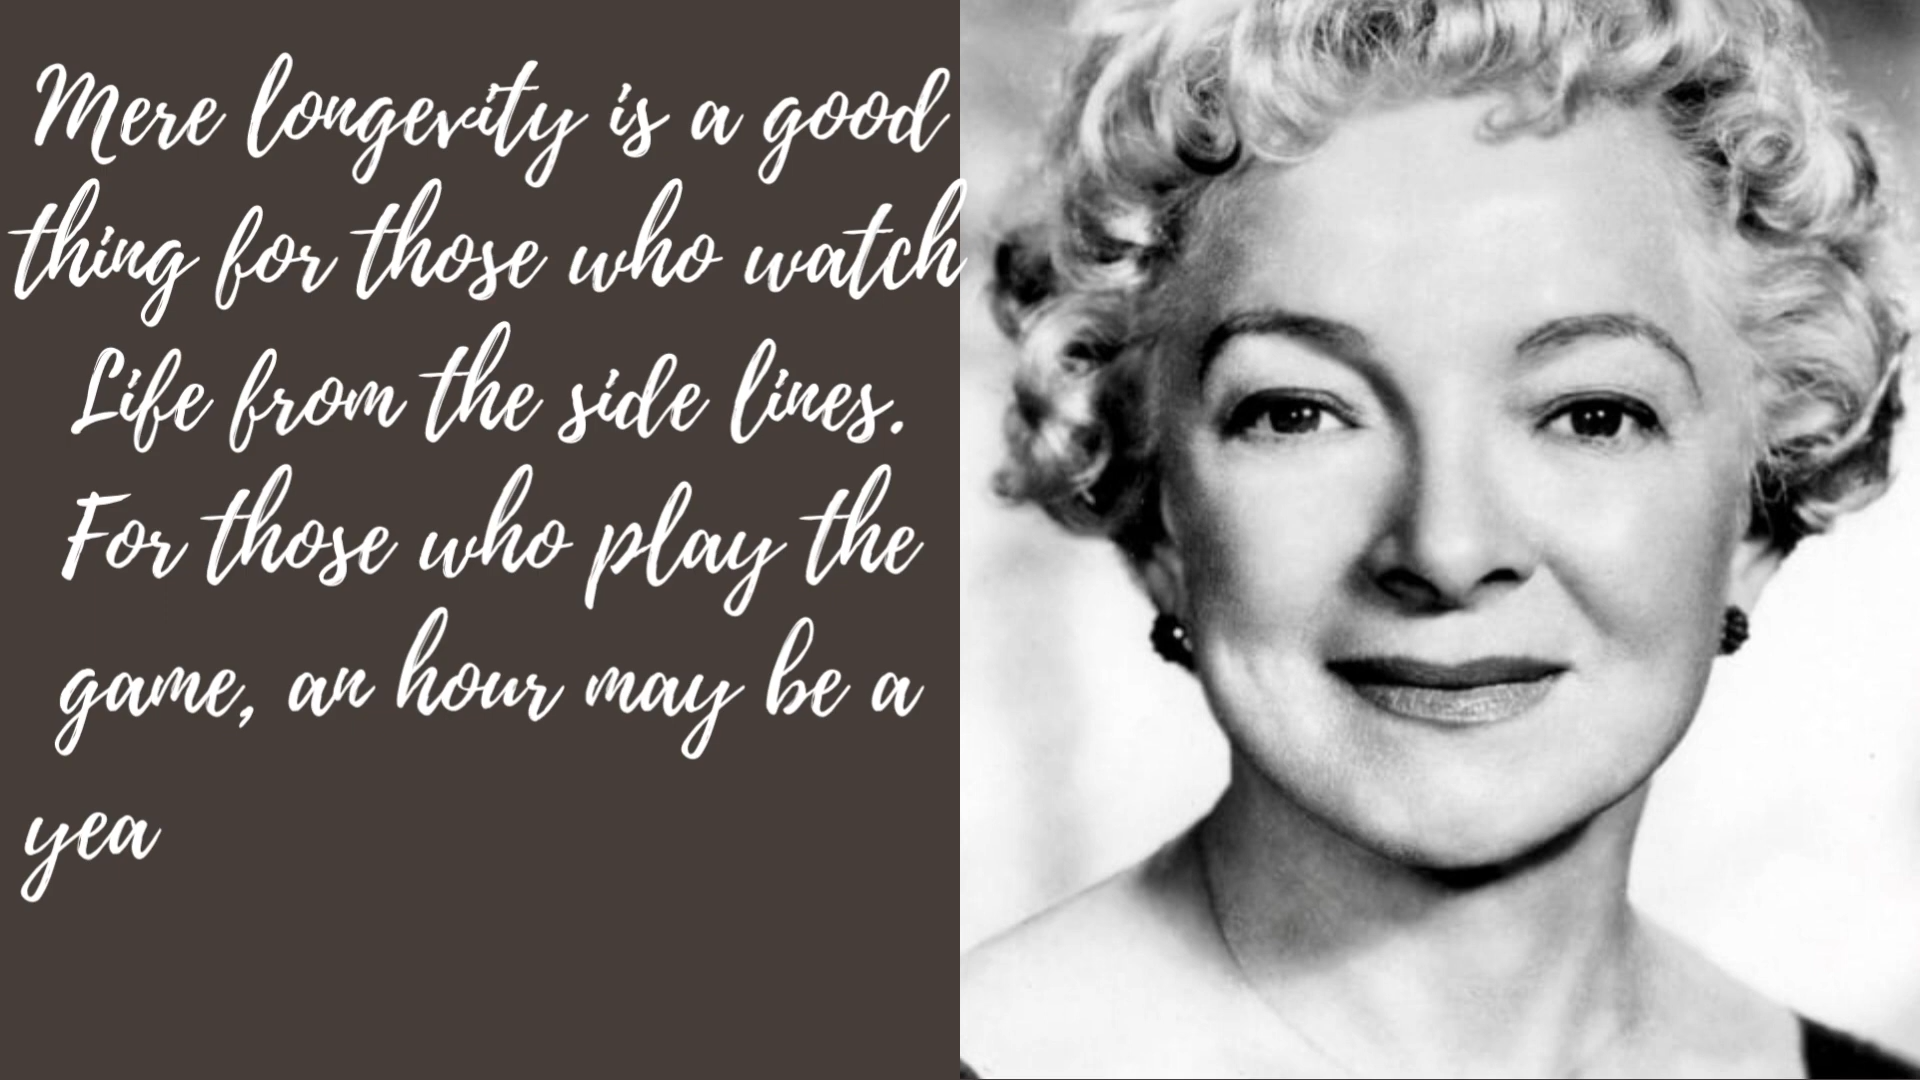 Mere longevity is a good
thing for those who watch
Life from the side lines.
For those who play the
game, an hour may be a
yea